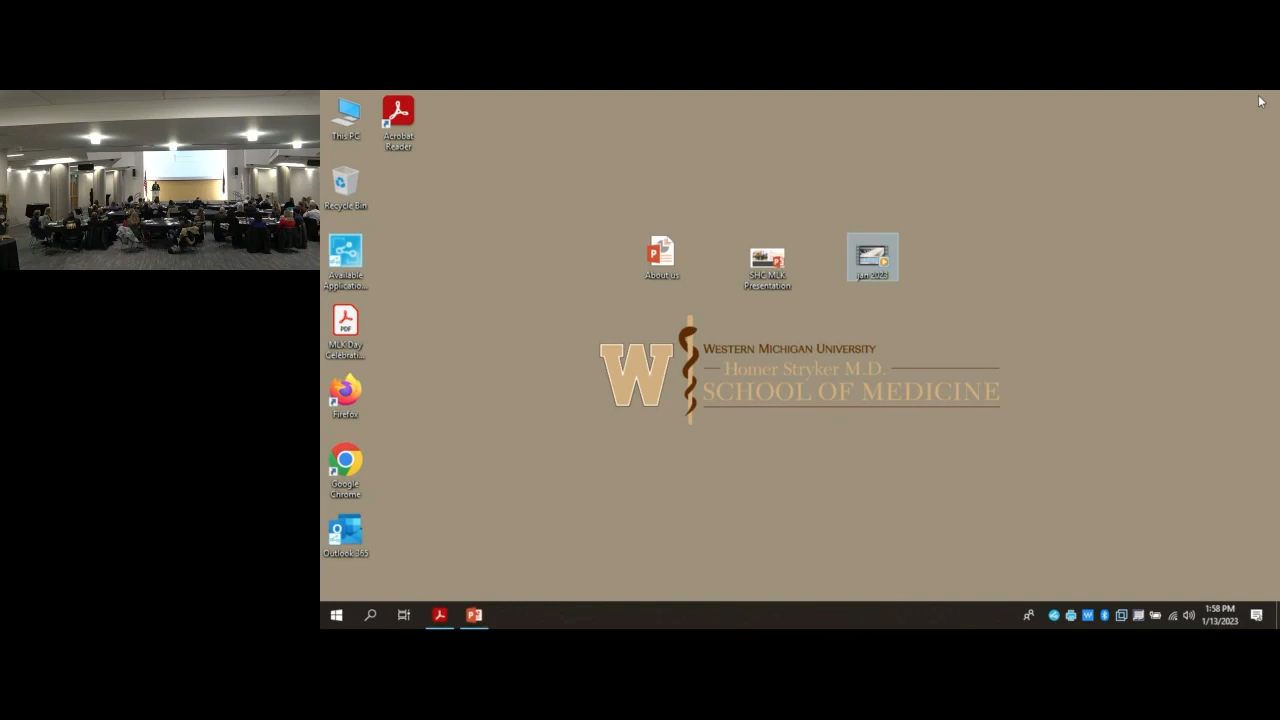 This PC
Acrobat
Reader
Recycle Bin
Available
Applicatio...
MLK Day
Celebrati...
Firefox
Google
Chrome
Outlook 365
About us
SHC MLK
Presentation
jan 2023
W
WESTERN MICHIGAN UNIVERSITY
Homer Stryker M.D.
SCHOOL OF MEDICINE
1:58 PM
1/13/2023